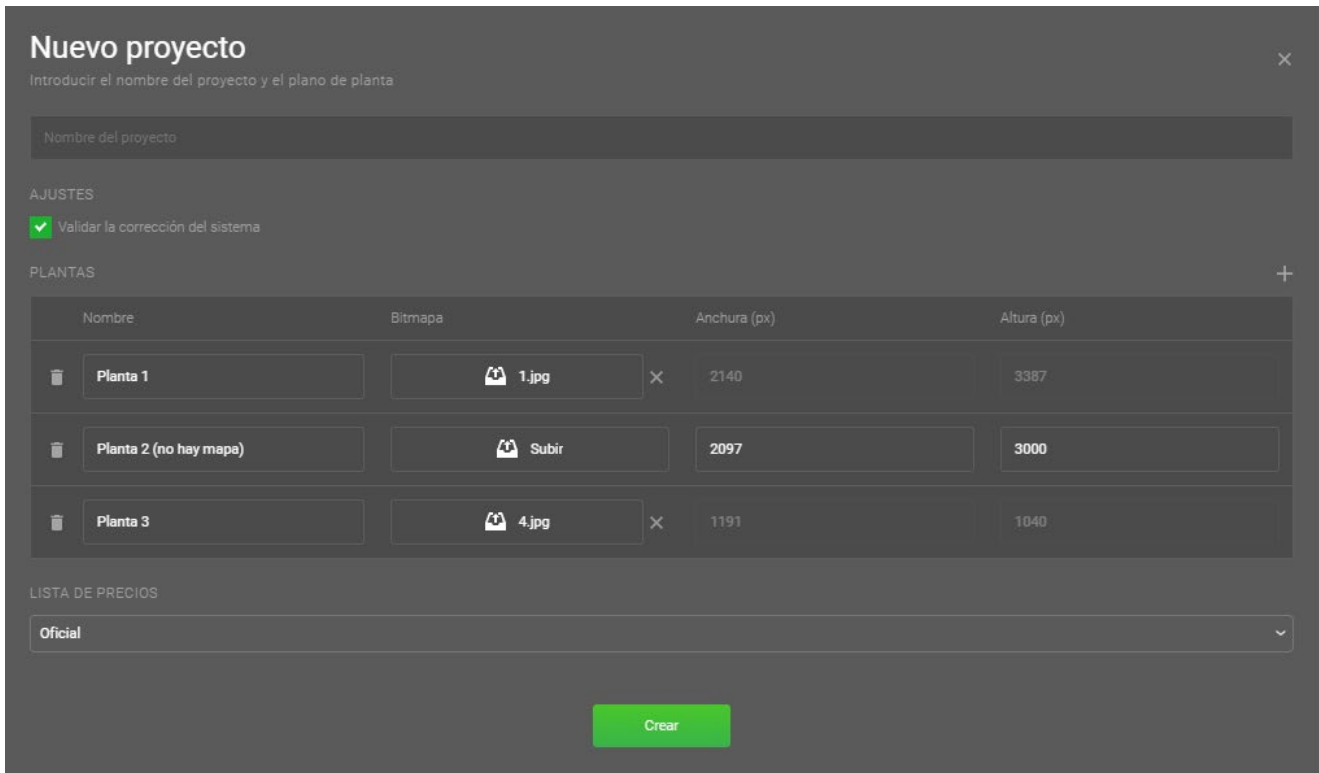 Nuevo proyecto
Introducir el nombre del proyecto y el plano de planta
Nombre del proyecto
AJUSTES
Validar la corrección del sistema
PLANTAS
Nombre Bitmapa Anchura (px) Altura (px)
Planta 1 1.jpg 2140 3387
Planta 2 (no hay mapa) Subir 2097 3000
Planta 3 4.jpg 1191 1040
LISTA DE PRECIOS
Oficial
Crear